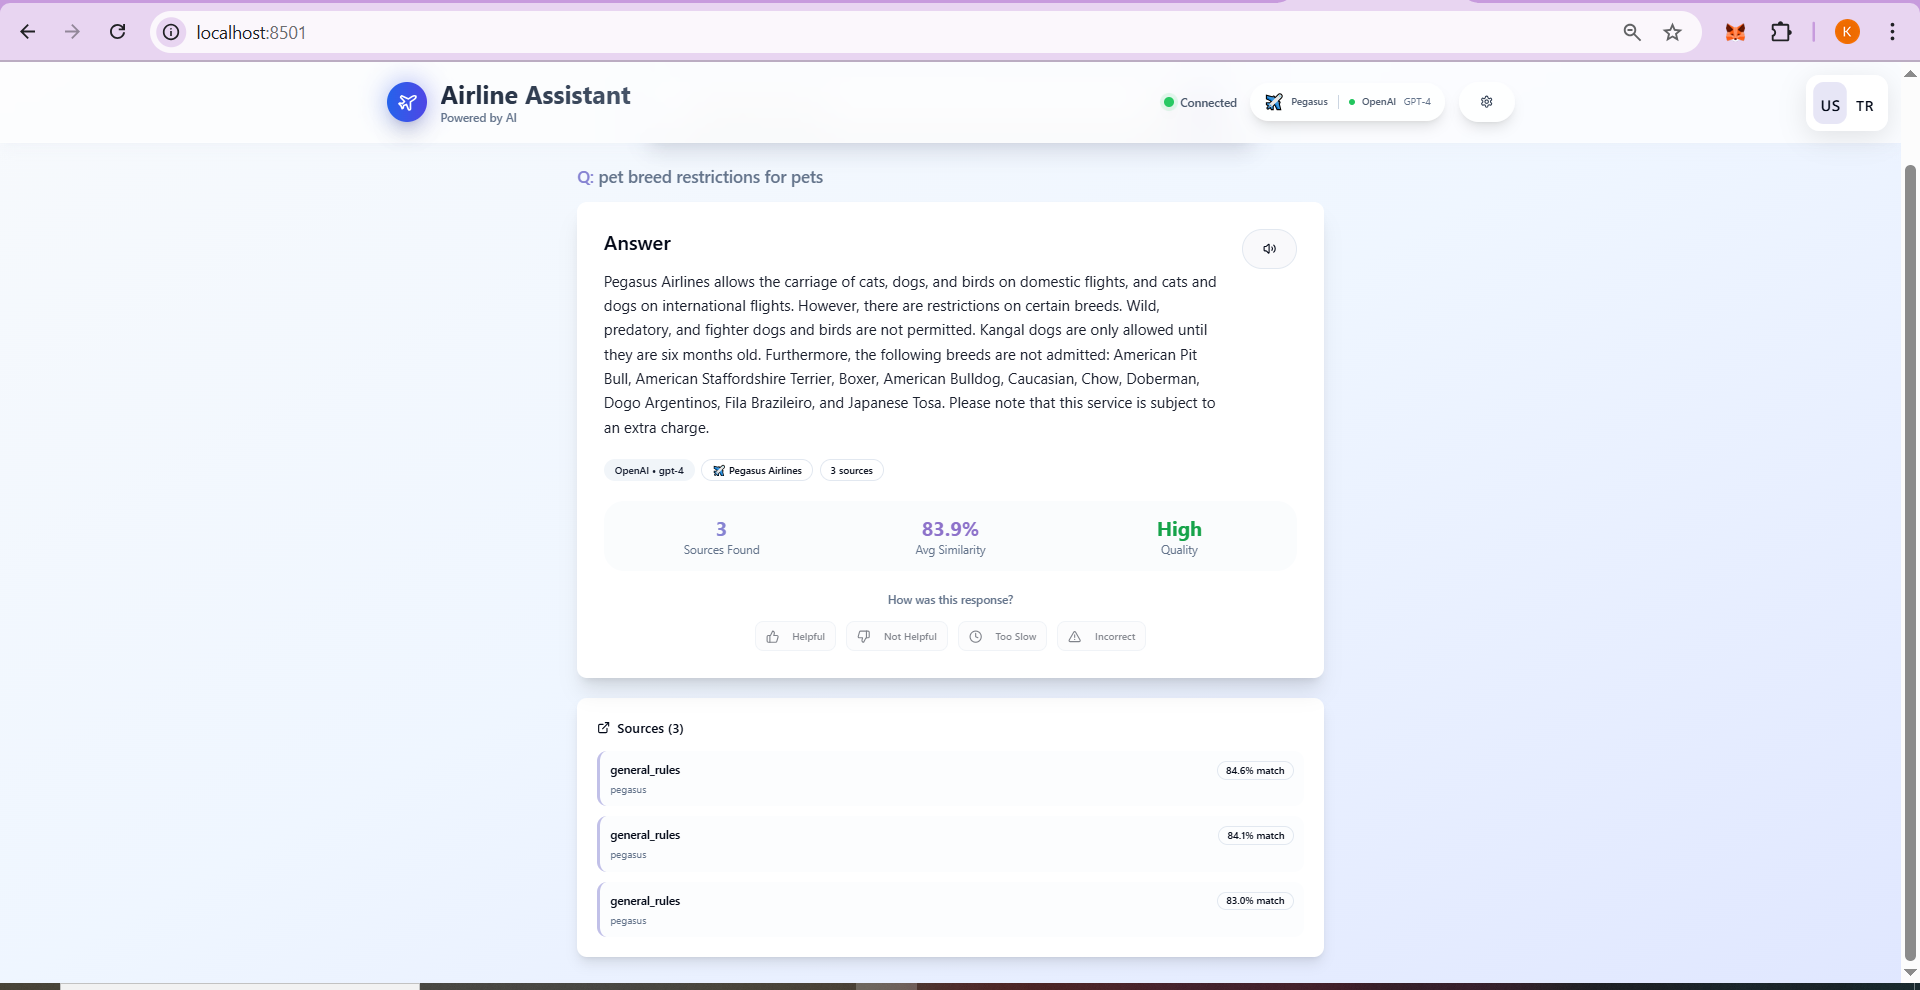 localhost:8501
K
Airline Assistant
Powered by AI
Connected
Pegasus
OpenAI GPT-4
US TR
Q: pet breed restrictions for pets
Answer
Pegasus Airlines allows the carriage of cats, dogs, and birds on domestic flights, and cats and
dogs on international flights. However, there are restrictions on certain breeds. Wild,
predatory, and fighter dogs and birds are not permitted. Kangal dogs are only allowed until
they are six months old. Furthermore, the following breeds are not admitted: American Pit
Bull, American Staffordshire Terrier, Boxer, American Bulldog, Caucasian, Chow, Doberman,
Dogo Argentinos, Fila Brazileiro, and Japanese Tosa. Please note that this service is subject to
an extra charge.
OpenAI • gpt-4
Pegasus Airlines
3 sources
3
Sources Found
83.9%
Avg Similarity
High
Quality
How was this response?
Helpful
Not Helpful
Too Slow
Incorrect
Sources (3)
general_rules
84.6% match
pegasus
general_rules
84.1% match
pegasus
general_rules
83.0% match
pegasus